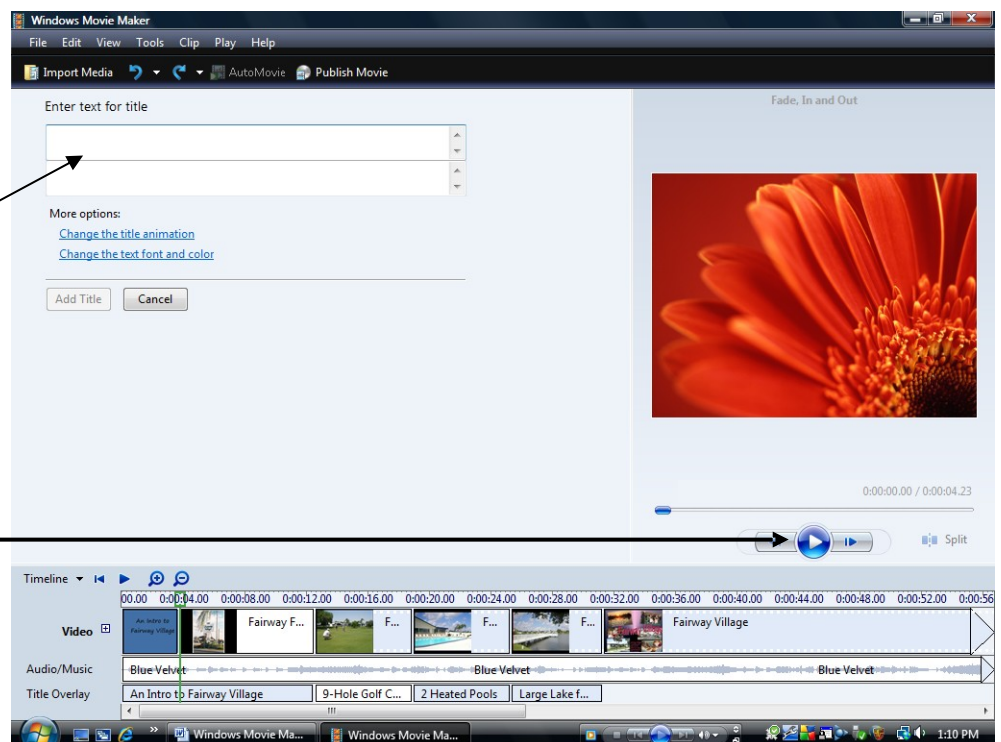 Windows Movie Maker
File Edit View Tools Clip Play Help
Import Media AutoMovie Publish Movie
Enter text for title
Fade, In and Out
More options:
Change the title animation
Change the text font and color
Add Title Cancel
0:00:00.00 / 0:00:04.23
Split
Timeline
00.00 0:00:04.00 0:00:08.00 0:00:12.00 0:00:16.00 0:00:20.00 0:00:24.00 0:00:28.00 0:00:32.00 0:00:36.00 0:00:40.00 0:00:44.00 0:00:48.00 0:00:52.00 0:00:56
Video An Intro to Fairway Village Fairway F... F... F... F... Fairway Village
Audio/Music Blue Velvet Blue Velvet Blue Velvet
Title Overlay An Intro to Fairway Village 9-Hole Golf C... 2 Heated Pools Large Lake f...
Windows Movie Ma... Windows Movie Ma... 1:10 PM